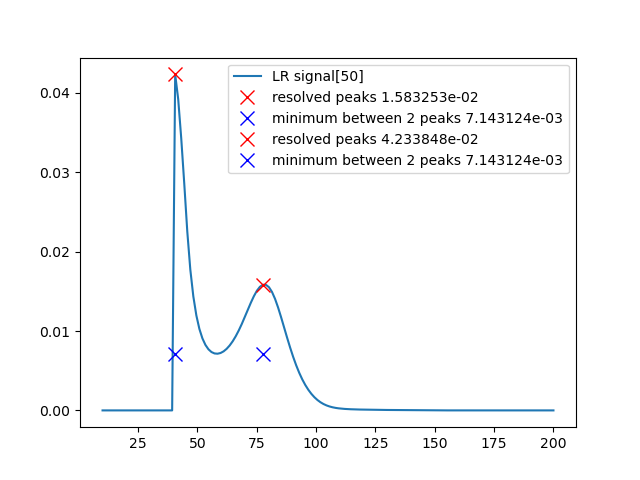 LR signal[50]
resolved peaks 1.583253e-02
minimum between 2 peaks 7.143124e-03
resolved peaks 4.233848e-02
minimum between 2 peaks 7.143124e-03
0.04
0.03
0.02
0.01
0.00
25 50 75 100 125 150 175 200